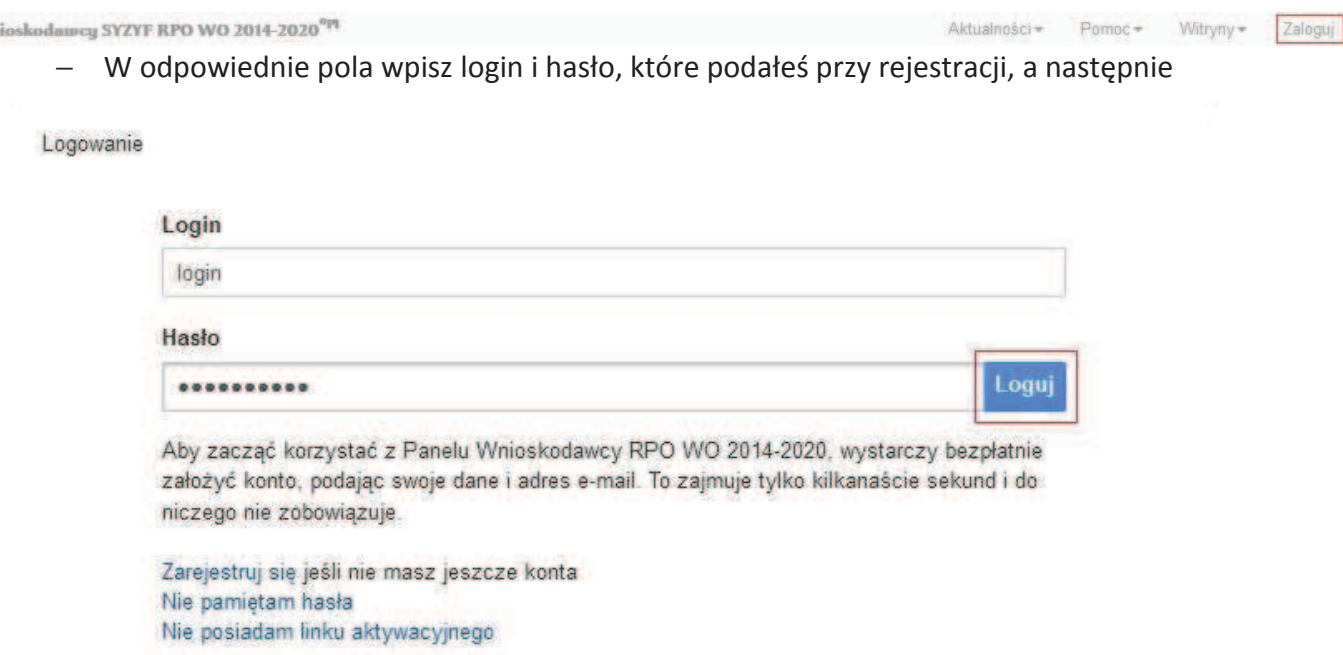 SYZYF RPO WO 2014-2020 Aktualności Pomoc Witryny Zaloguj
– W odpowiednie pola wpisz login i hasło, które podałeś przy rejestracji, a następnie
Logowanie
Login
login
Hasło
●●●●●●●●●● Loguj
Aby zacząć korzystać z Panelu Wnioskodawcy RPO WO 2014-2020, wystarczy bezpłatnie
założyć konto, podając swoje dane i adres e-mail. To zajmuje tylko kilkanaście sekund i do
niczego nie zobowiązuje.
Zarejestruj się jeśli nie masz jeszcze konta
Nie pamiętam hasła
Nie posiadam linku aktywacyjnego